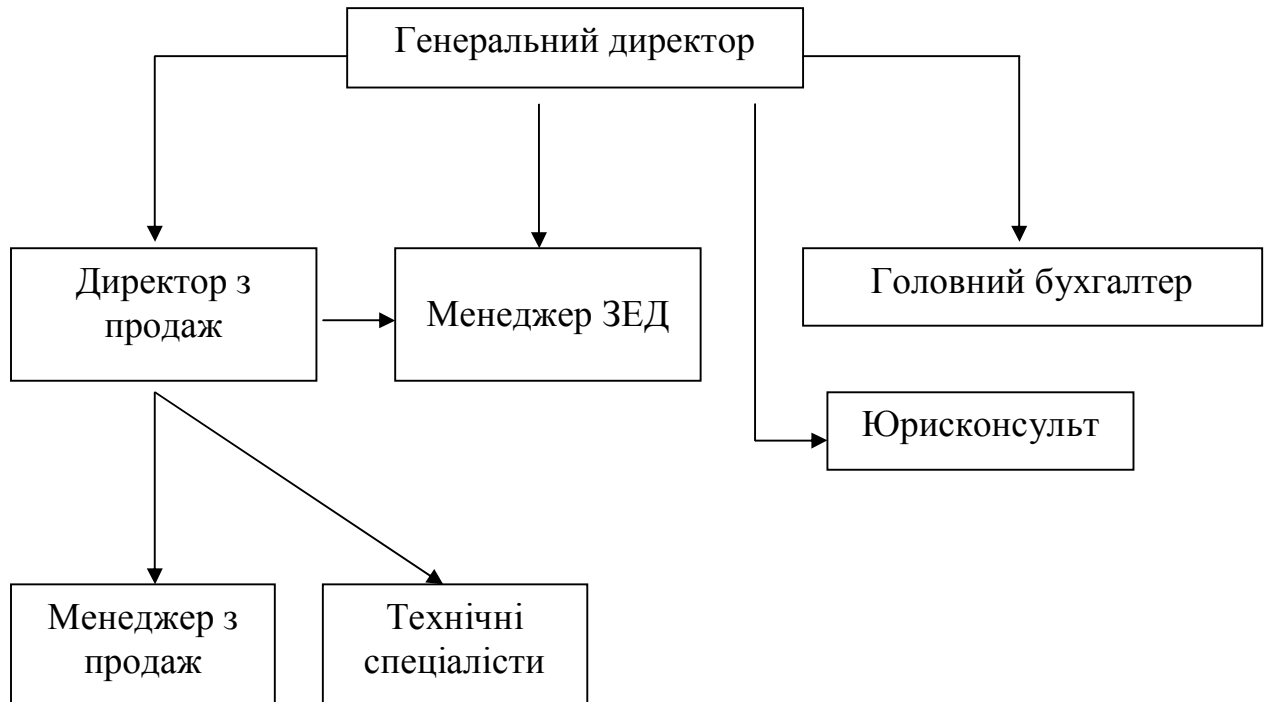 Генеральний директор
Директор з
продаж
Менеджер ЗЕД
Головний бухгалтер
Юрисконсульт
Менеджер з
продаж
Технічні
спеціалісти